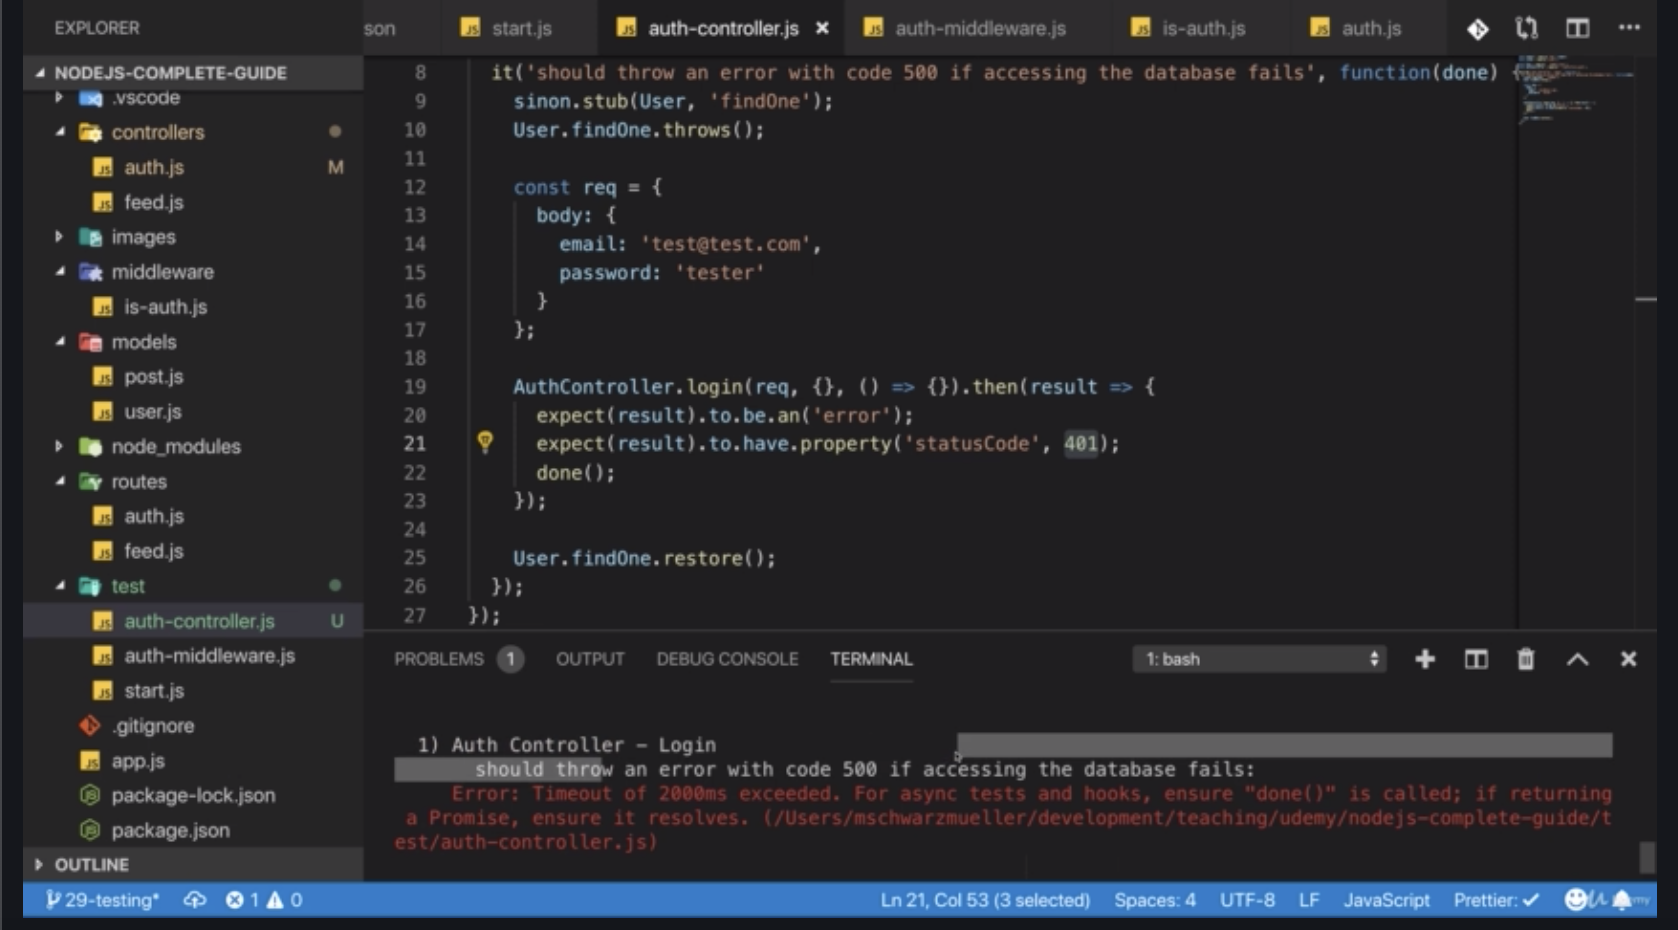 EXPLORER
son
start.js
auth-controller.js
auth-middleware.js
is-auth.js
auth.js
NODEJS-COMPLETE-GUIDE
.vscode
controllers
auth.js M
feed.js
images
middleware
is-auth.js
models
post.js
user.js
node_modules
routes
auth.js
feed.js
test
auth-controller.js U
auth-middleware.js
start.js
.gitignore
app.js
package-lock.json
package.json
OUTLINE
8 it('should throw an error with code 500 if accessing the database fails', function(done) {
9 sinon.stub(User, 'findOne');
10 User.findOne.throws();
11
12 const req = {
13 body: {
14 email: 'test@test.com',
15 password: 'tester'
16 }
17 };
18
19 AuthController.login(req, {}, () => {}).then(result => {
20 expect(result).to.be.an('error');
21 expect(result).to.have.property('statusCode', 401);
22 done();
23 });
24
25 User.findOne.restore();
26 });
27 });
PROBLEMS 1 OUTPUT DEBUG CONSOLE TERMINAL 1: bash
1) Auth Controller – Login
should throw an error with code 500 if accessing the database fails:
Error: Timeout of 2000ms exceeded. For async tests and hooks, ensure "done()" is called; if returning
a Promise, ensure it resolves. (/Users/mschwarzmueller/development/teaching/udemy/nodejs-complete-guide/t
est/auth-controller.js)
29-testing* 1 0 Ln 21, Col 53 (3 selected) Spaces: 4 UTF-8 LF JavaScript Prettier: ✓